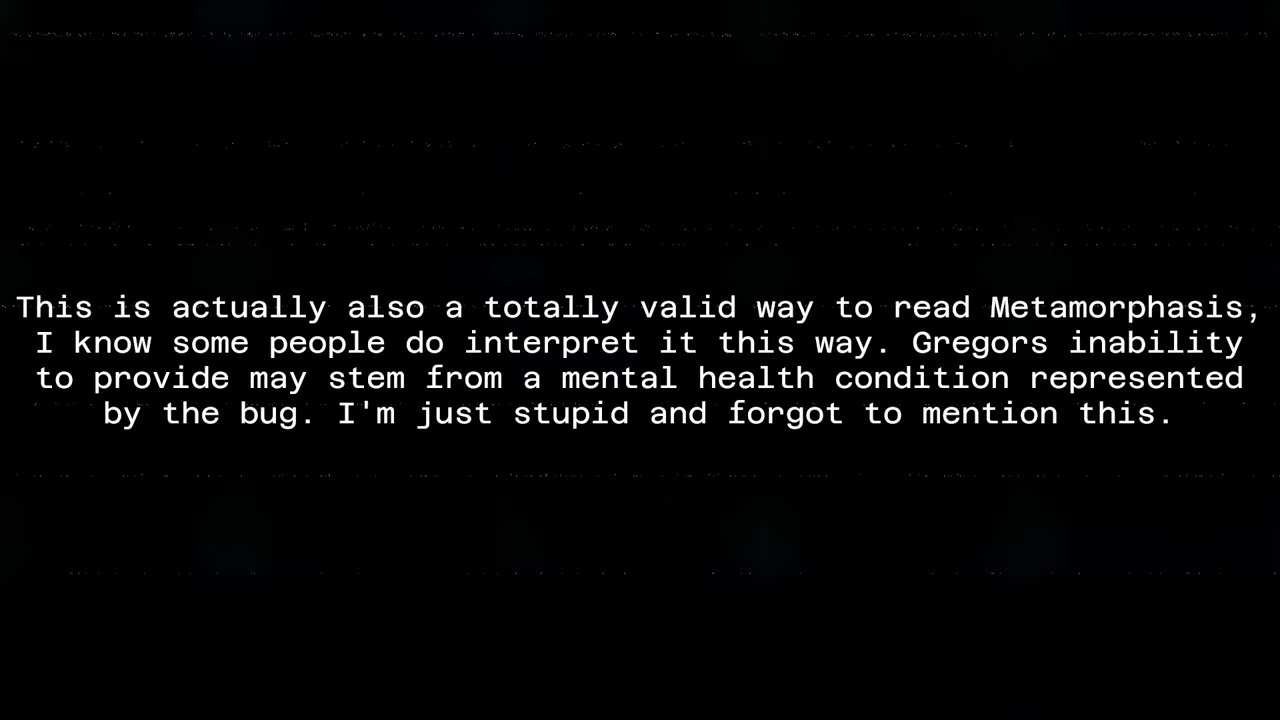 This is actually also a totally valid way to read Metamorphasis,
I know some people do interpret it this way. Gregors inability
to provide may stem from a mental health condition represented
by the bug. I'm just stupid and forgot to mention this.